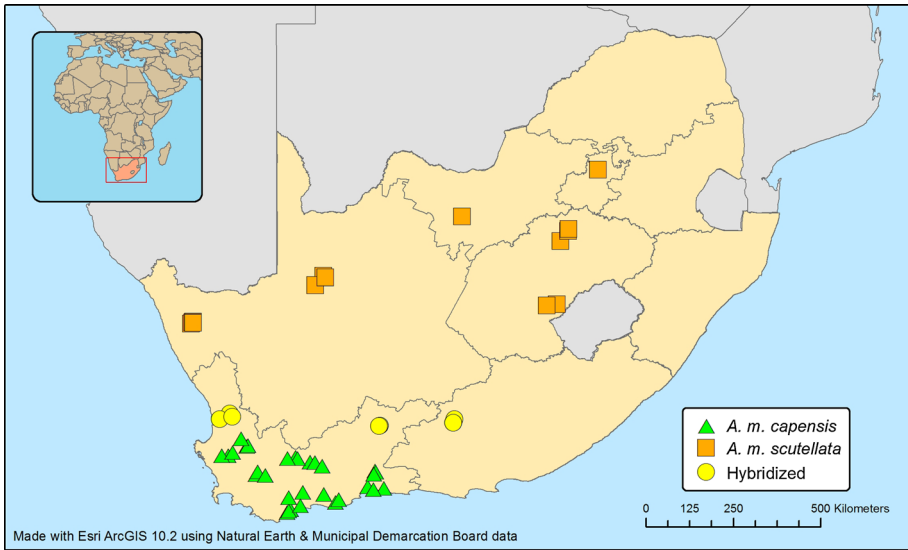 A. m. capensis
A. m. scutellata
Hybridized
0 125 250 500 Kilometers
Made with Esri ArcGIS 10.2 using Natural Earth & Municipal Demarcation Board data